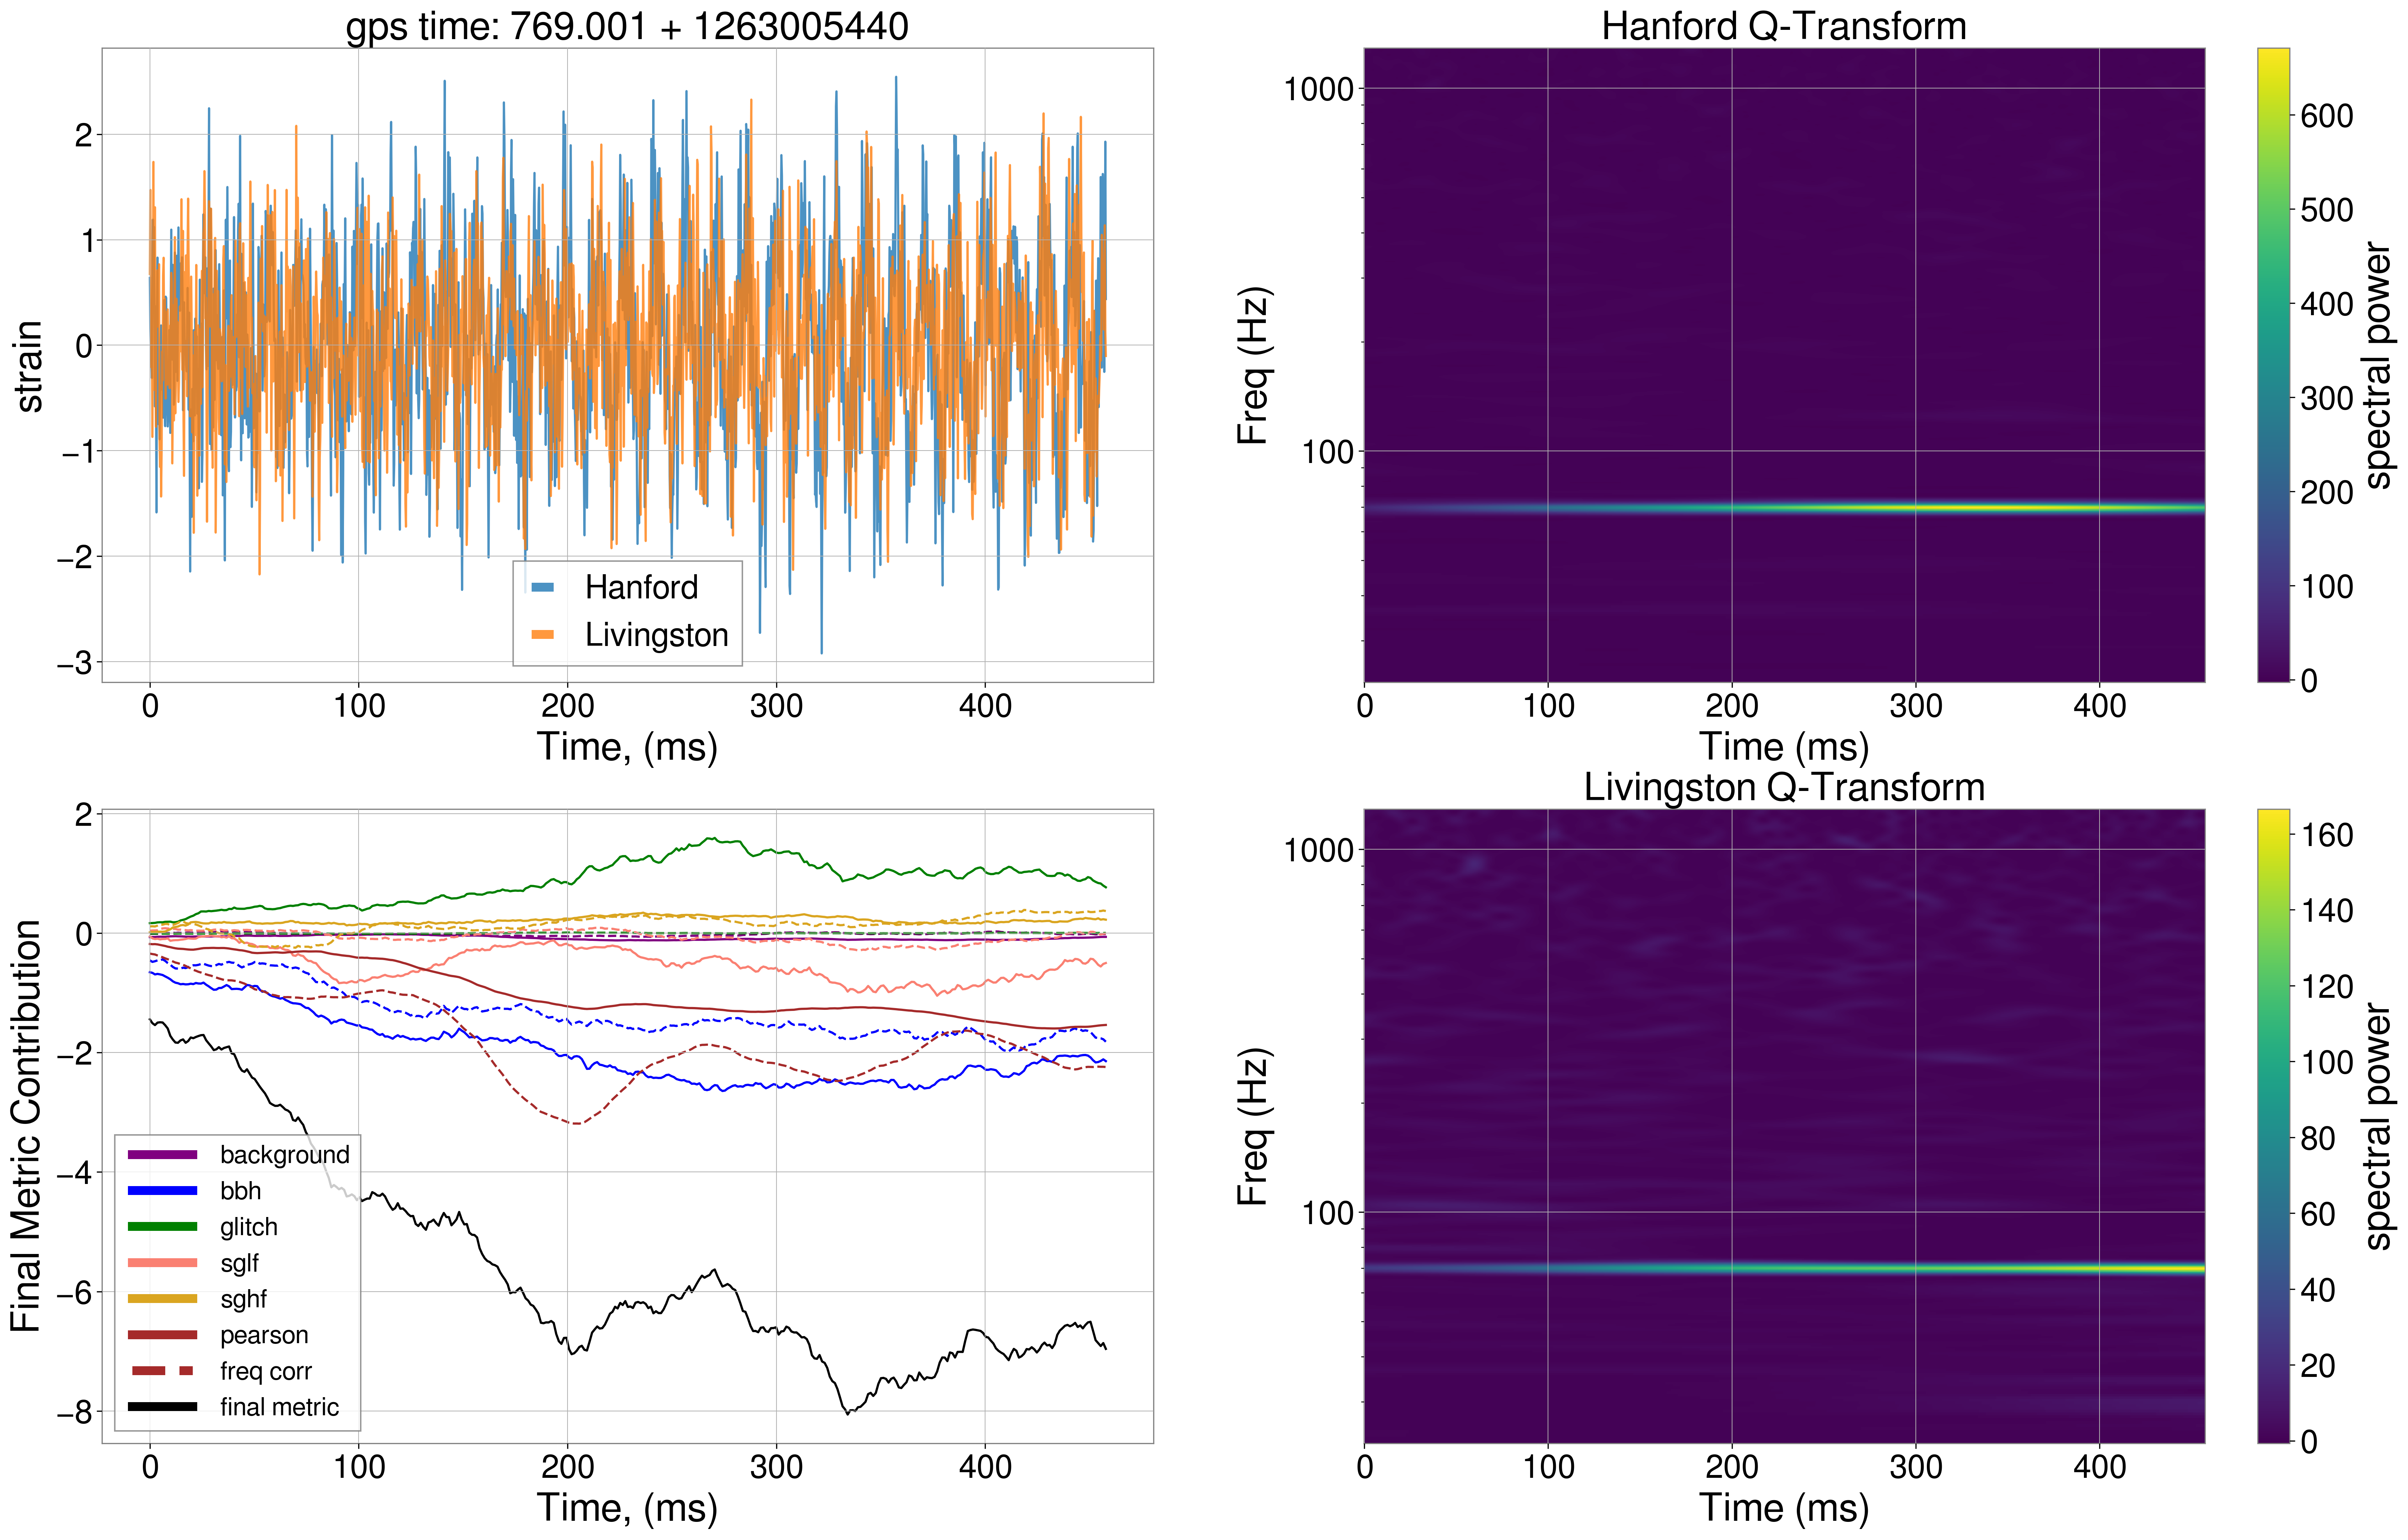 gps time: 769.001 + 1263005440
2
1
0
−1
−2
−3
strain
Hanford
Livingston
0 100 200 300 400
Time, (ms)
Hanford Q-Transform
1000
100
Freq (Hz)
0 100 200 300 400
Time (ms)
600
500
400
300
200
100
0
spectral power
2
0
−2
−4
−6
−8
Final Metric Contribution
background
bbh
glitch
sglf
sghf
pearson
freq corr
final metric
0 100 200 300 400
Time, (ms)
Livingston Q-Transform
1000
100
Freq (Hz)
0 100 200 300 400
Time (ms)
160
140
120
100
80
60
40
20
0
spectral power